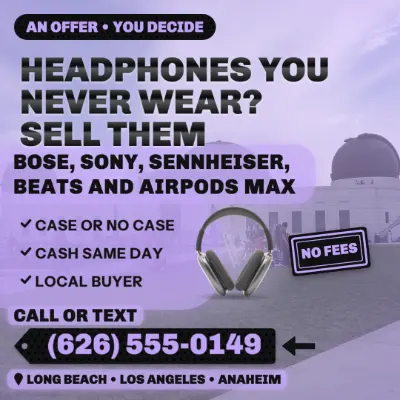 AN OFFER • YOU DECIDE
HEADPHONES YOU
NEVER WEAR?
SELL THEM
BOSE, SONY, SENNHEISER,
BEATS AND AIRPODS MAX
CASE OR NO CASE
CASH SAME DAY
LOCAL BUYER
NO FEES
CALL OR TEXT
(626) 555-0149
LONG BEACH • LOS ANGELES • ANAHEIM